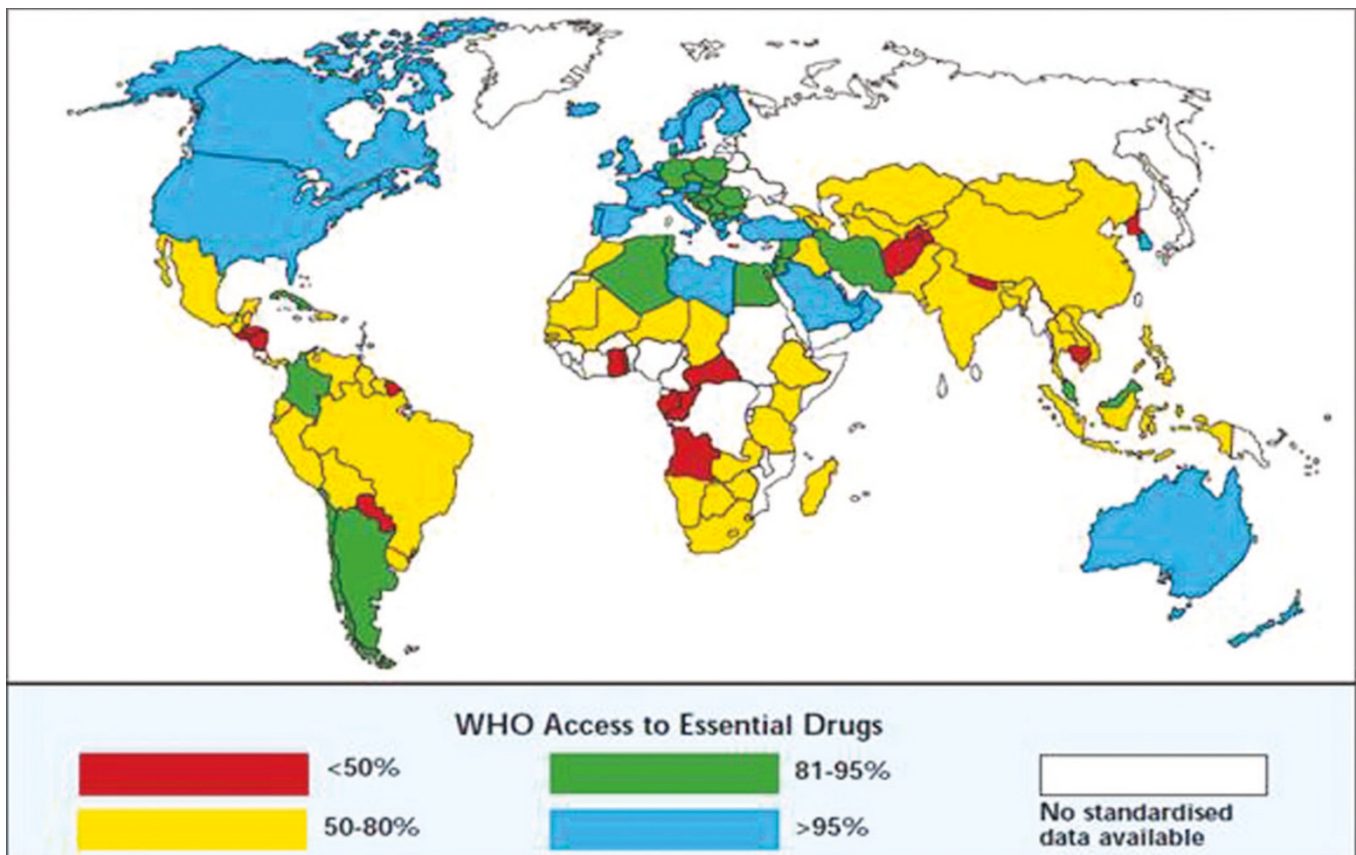 WHO Access to Essential Drugs
<50%
81-95%
50-80%
>95%
No standardised
data available